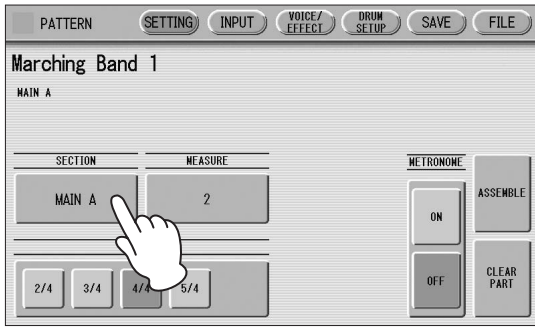 PATTERN SETTING INPUT VOICE/ EFFECT DRUM SETUP SAVE FILE
Marching Band 1
MAIN A
SECTION MEASURE METRONOME
MAIN A 2 ON ASSEMBLE
2/4 3/4 4/4 5/4 OFF CLEAR PART